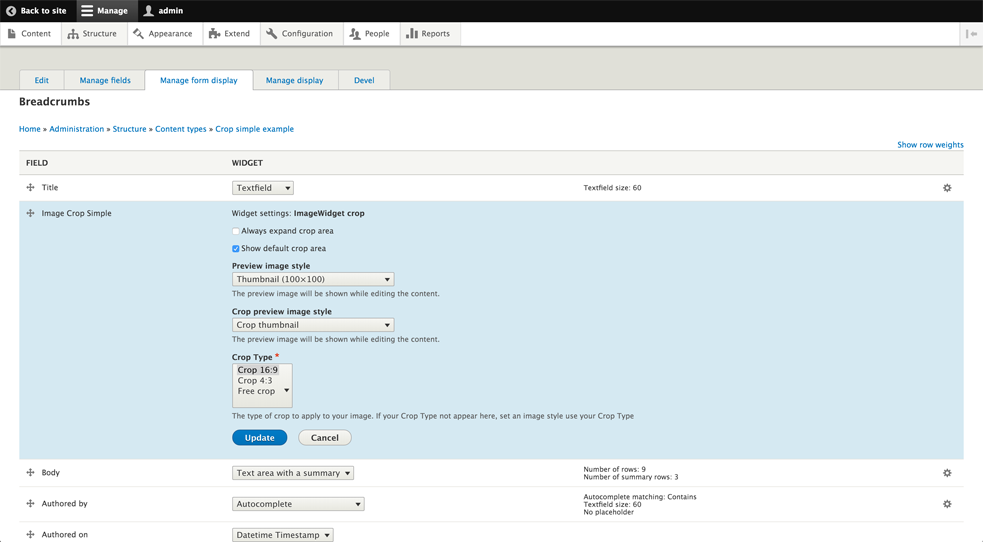 Back to site Manage admin
Content Structure Appearance Extend Configuration People Reports
Edit Manage fields Manage form display Manage display Devel
Breadcrumbs
Home » Administration » Structure » Content types » Crop simple example
Show row weights
FIELD WIDGET
Title Textfield Textfield size: 60
Image Crop Simple Widget settings: ImageWidget crop
Always expand crop area
Show default crop area
Preview image style
Thumbnail (100×100)
The preview image will be shown while editing the content.
Crop preview image style
Crop thumbnail
The preview image will be shown while editing the content.
Crop Type *
Crop 16:9
Crop 4:3
Free crop
The type of crop to apply to your image. If your Crop Type not appear here, set an image style use your Crop Type
Update Cancel
Body Text area with a summary Number of rows: 9
Number of summary rows: 3
Authored by Autocomplete Autocomplete matching: Contains
Textfield size: 60
No placeholder
Authored on Datetime Timestamp